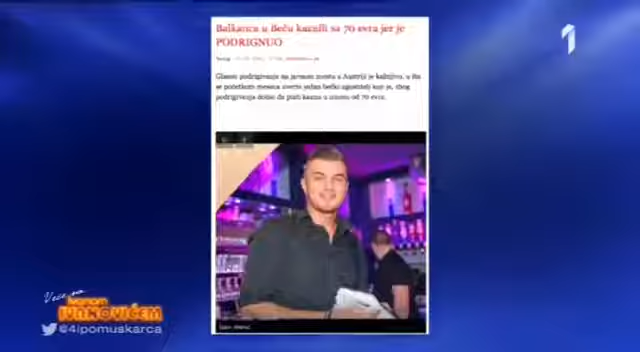 Balkanca u Beču kaznili sa 70 evra jer je
PODRIGNUO
Glasno podrigivanje na javnom mestu u Austriji je kažnjivo, u šta
se početkom meseca uverio jedan bečki ugostitelj koji je, zbog
podrigivanja dobio da plati kaznu u iznosu od 70 evra.
1
Veče sa
Ivanom
IVANOVIĆEM
@4ipomuskarca